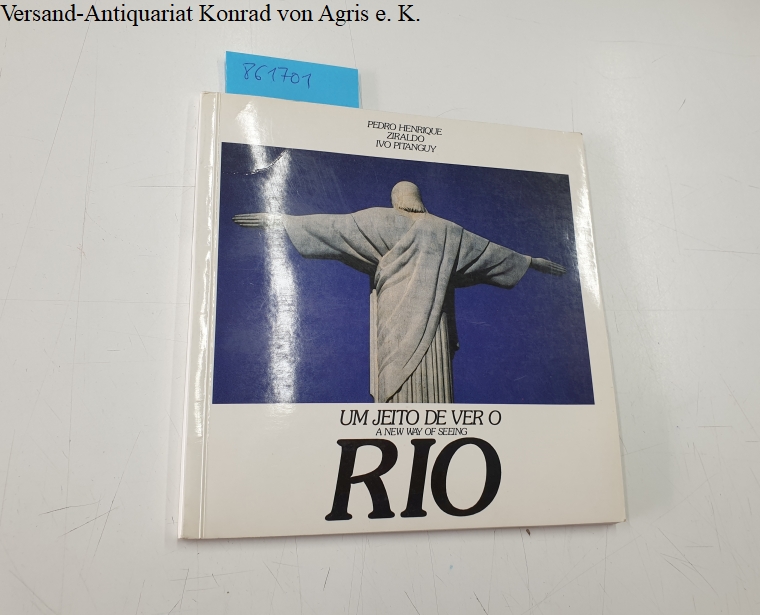 Versand-Antiquariat Konrad von Agris e. K.
861701
PEDRO HENRIQUE
ZIRALDO
IVO PITANGUY
UM JEITO DE VER O
A NEW WAY OF SEEING
RIO